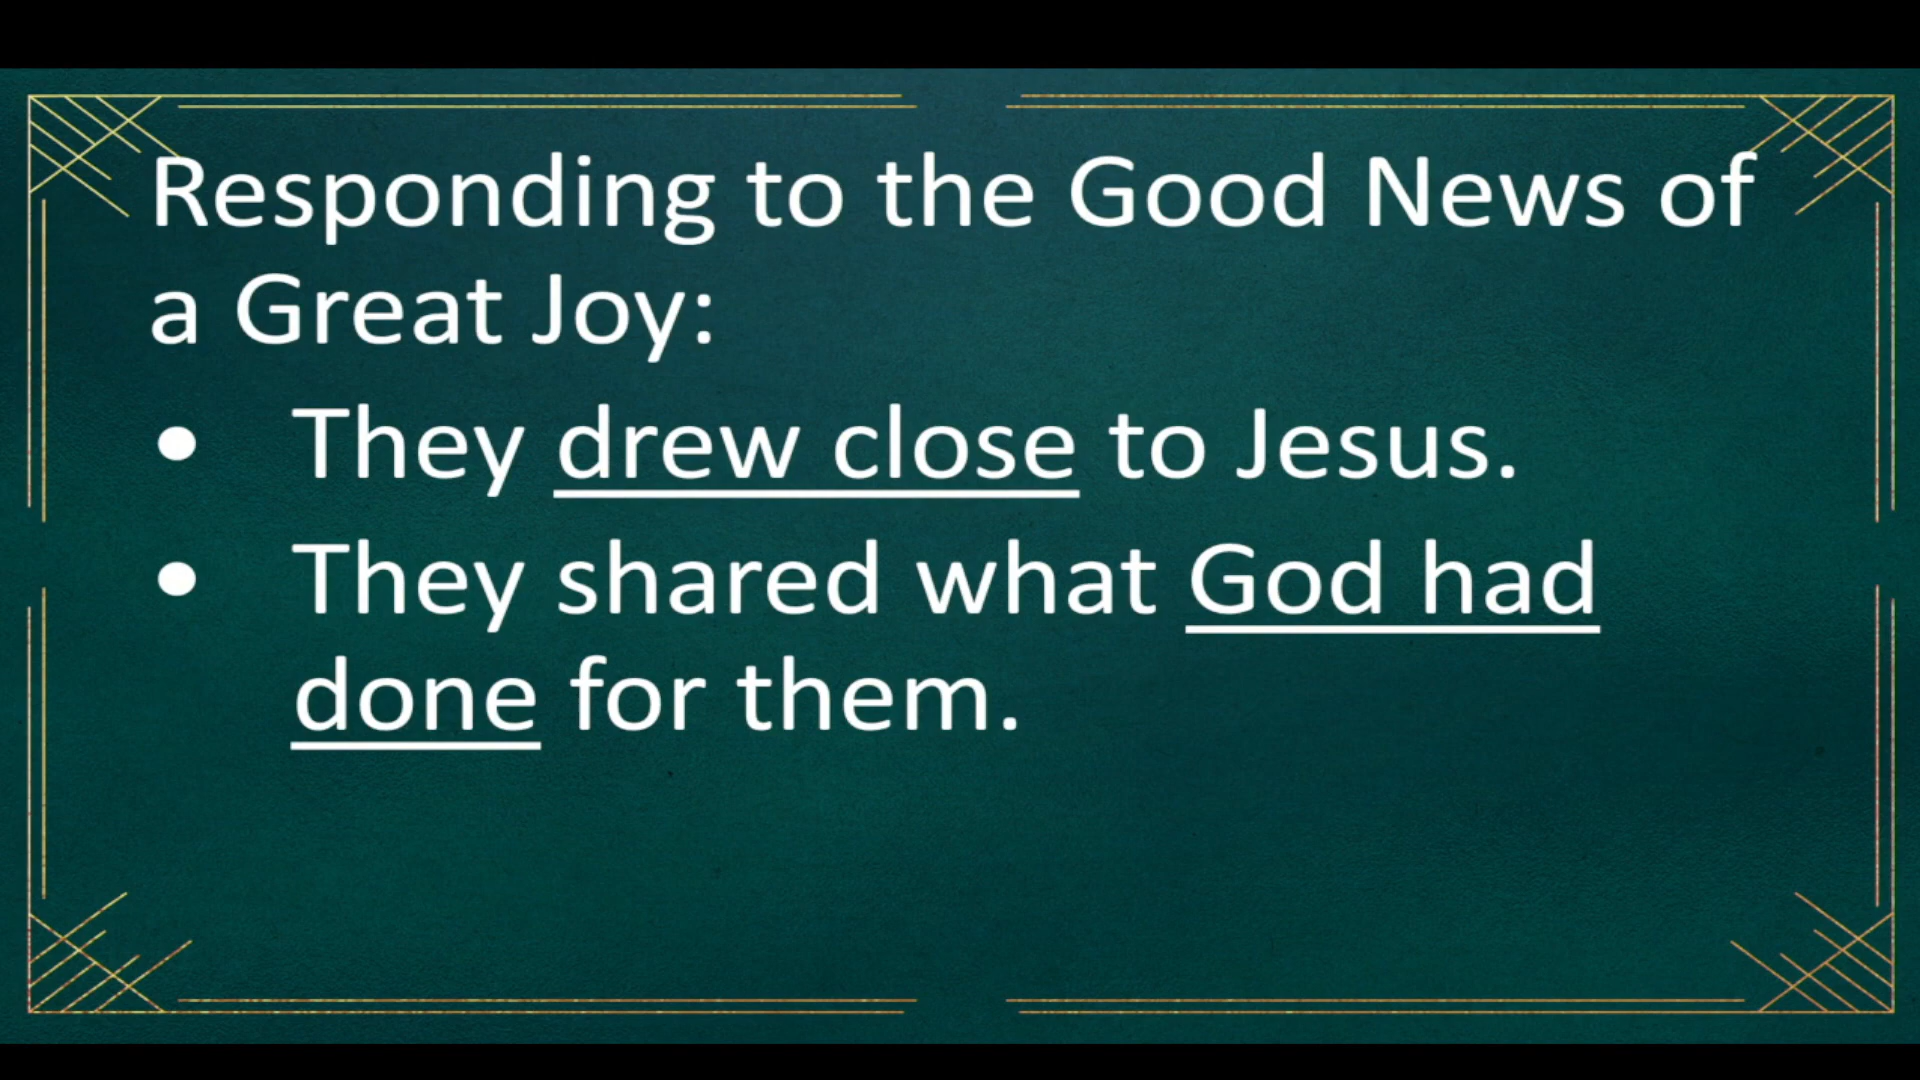 Responding to the Good News of
a Great Joy:
• They drew close to Jesus.
• They shared what God had
done for them.